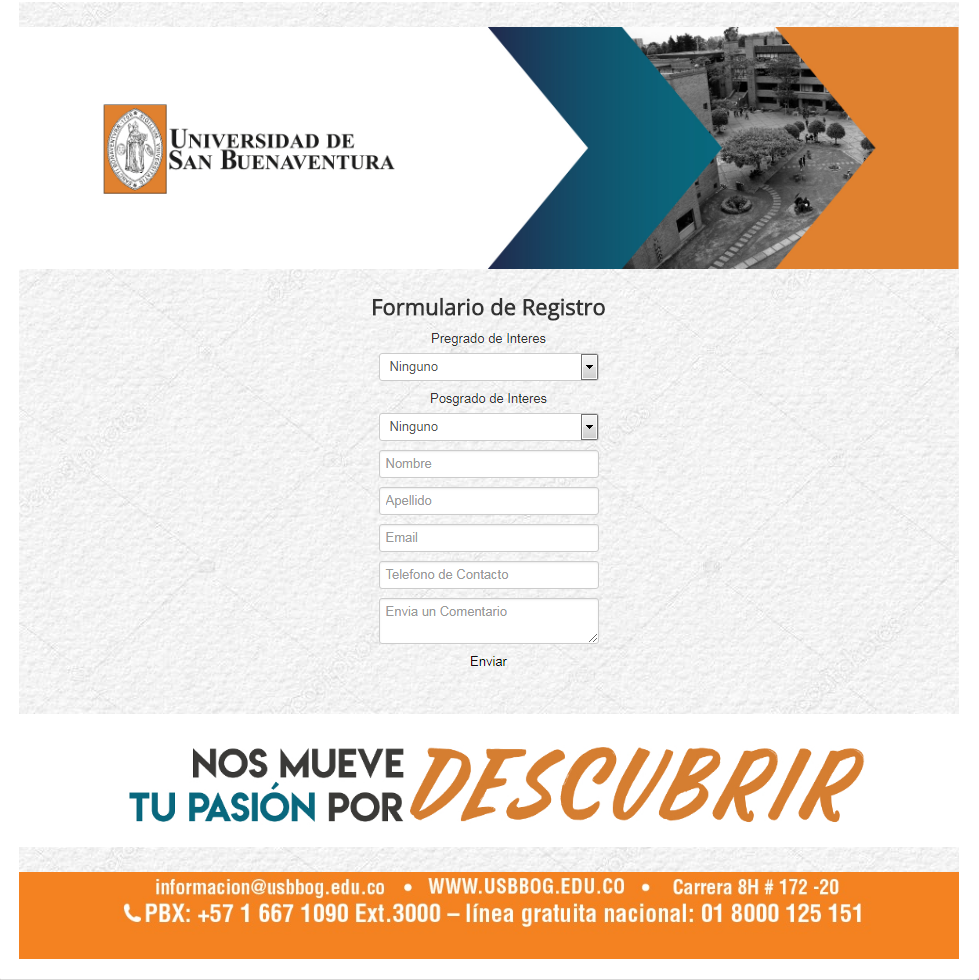 UNIVERSIDAD DE
SAN BUENAVENTURA
Formulario de Registro
Pregrado de Interes
Ninguno
Posgrado de Interes
Ninguno
Nombre
Apellido
Email
Telefono de Contacto
Envia un Comentario
Enviar
NOS MUEVE
TU PASIÓN POR
DESCUBRIR
informacion@usbbog.edu.co • WWW.USBBOG.EDU.CO • Carrera 8H # 172 -20
PBX: +57 1 667 1090 Ext.3000 – línea gratuita nacional: 01 8000 125 151